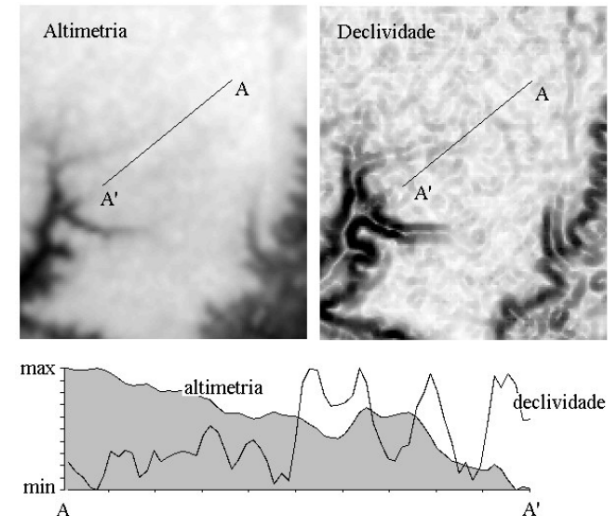 Altimetria
A
A'
Declividade
A
A'
max
altimetria
declividade
min
A
A'